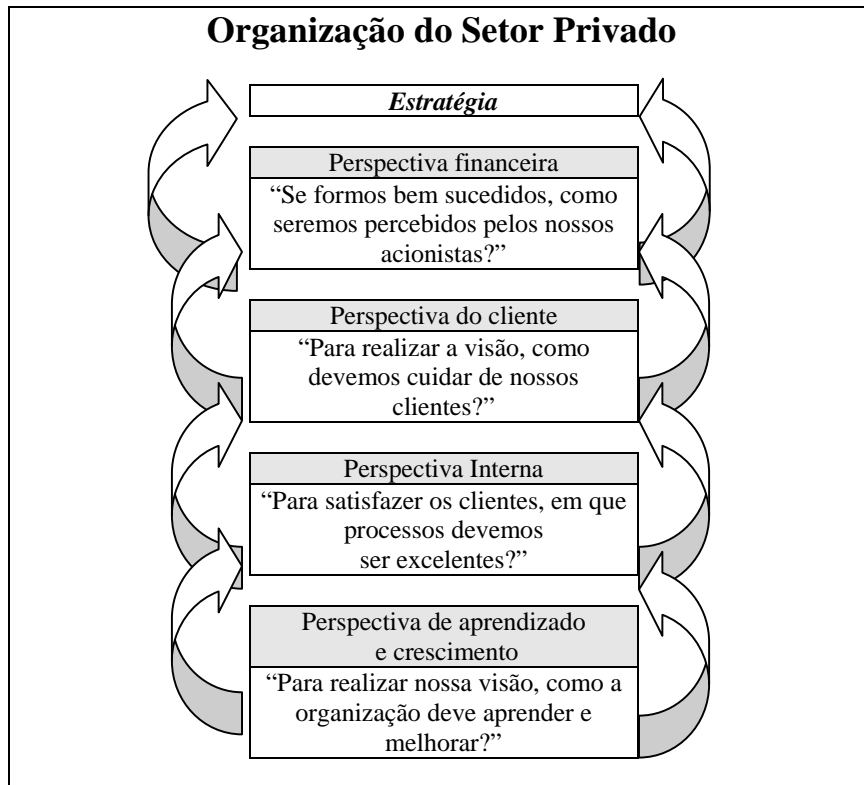 Organização do Setor Privado
Estratégia
Perspectiva financeira
“Se formos bem sucedidos, como
seremos percebidos pelos nossos
acionistas?”
Perspectiva do cliente
“Para realizar a visão, como
devemos cuidar de nossos
clientes?”
Perspectiva Interna
“Para satisfazer os clientes, em que
processos devemos
ser excelentes?”
Perspectiva de aprendizado
e crescimento
“Para realizar nossa visão, como a
organização deve aprender e
melhorar?”